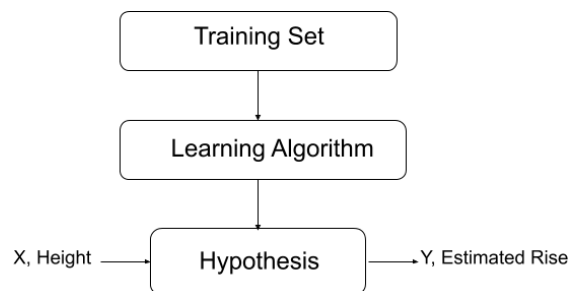 Training Set
Learning Algorithm
X, Height
Hypothesis
Y, Estimated Rise